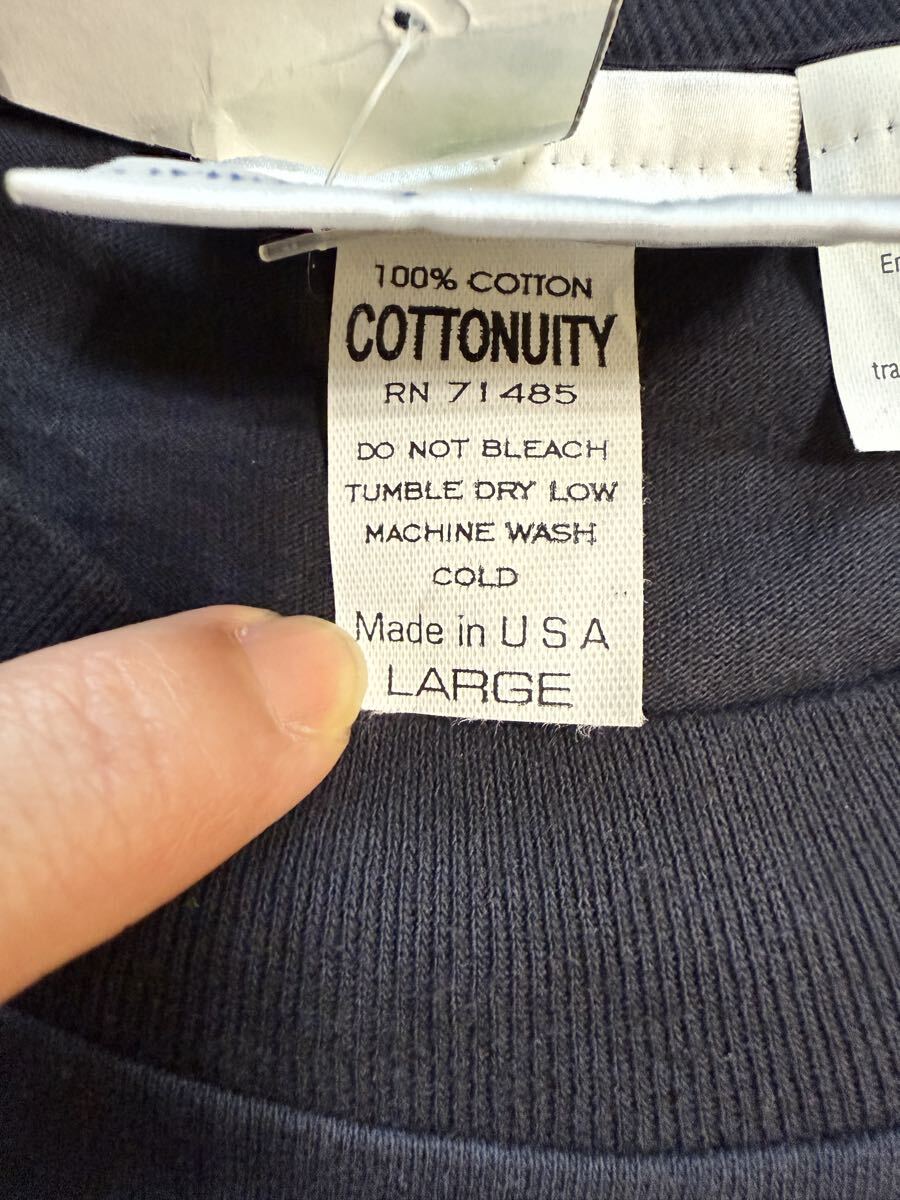 100% COTTON
COTTONUITY
RN 71485
DO NOT BLEACH
TUMBLE DRY LOW
MACHINE WASH
COLD
Made in U S A
LARGE